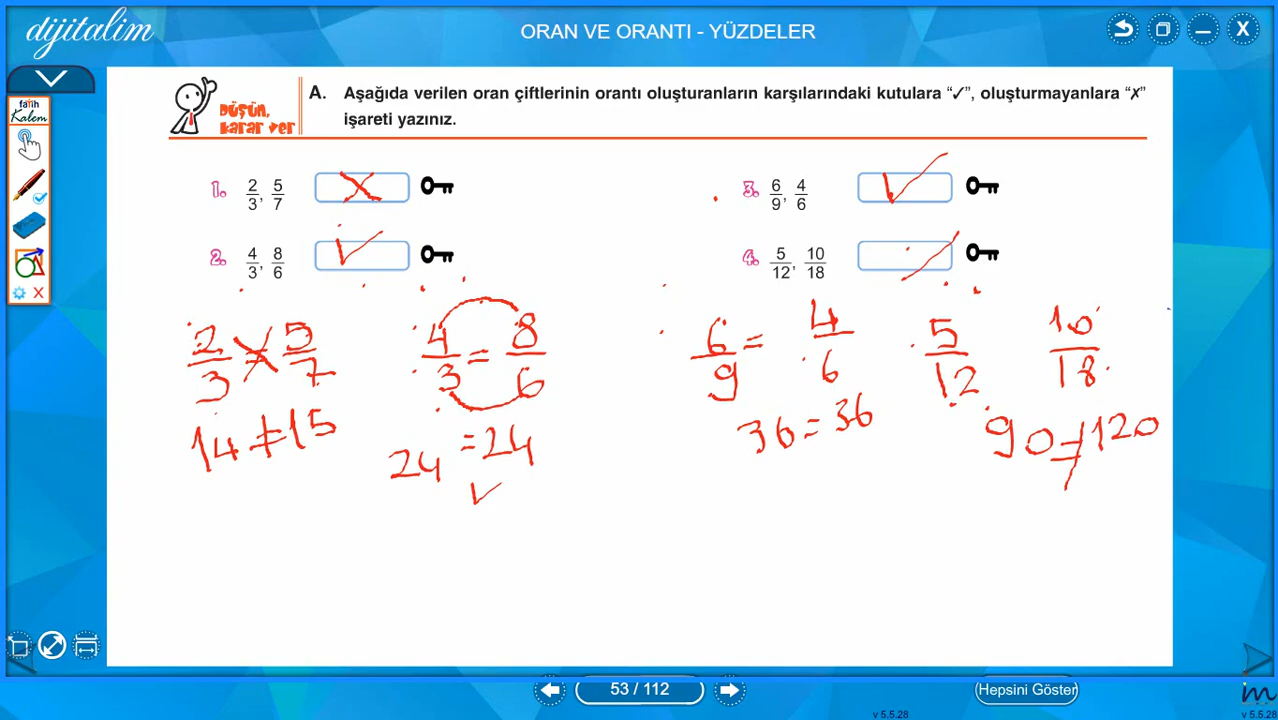 dijitalim
ORAN VE ORANTI - YÜZDELER
fatih
Kalem
DÜŞÜN,
karar ver
A. Aşağıda verilen oran çiftlerinin orantı oluşturanların karşılarındaki kutulara “✓”, oluşturmayanlara “✗”
işareti yazınız.
1. 2/3, 5/7 X
2. 4/3, 8/6 ✓
3. 6/9, 4/6 ✓
4. 5/12, 10/18
2/3 = 5/7
14 ≠ 15
4/3 = 8/6
24 = 24
✓
6/9 = 4/6
36 = 36
5/12 10/18
90 ≠ 120
X
53 / 112
Hepsini Göster
im
v 5.5.28
v 5.5.28